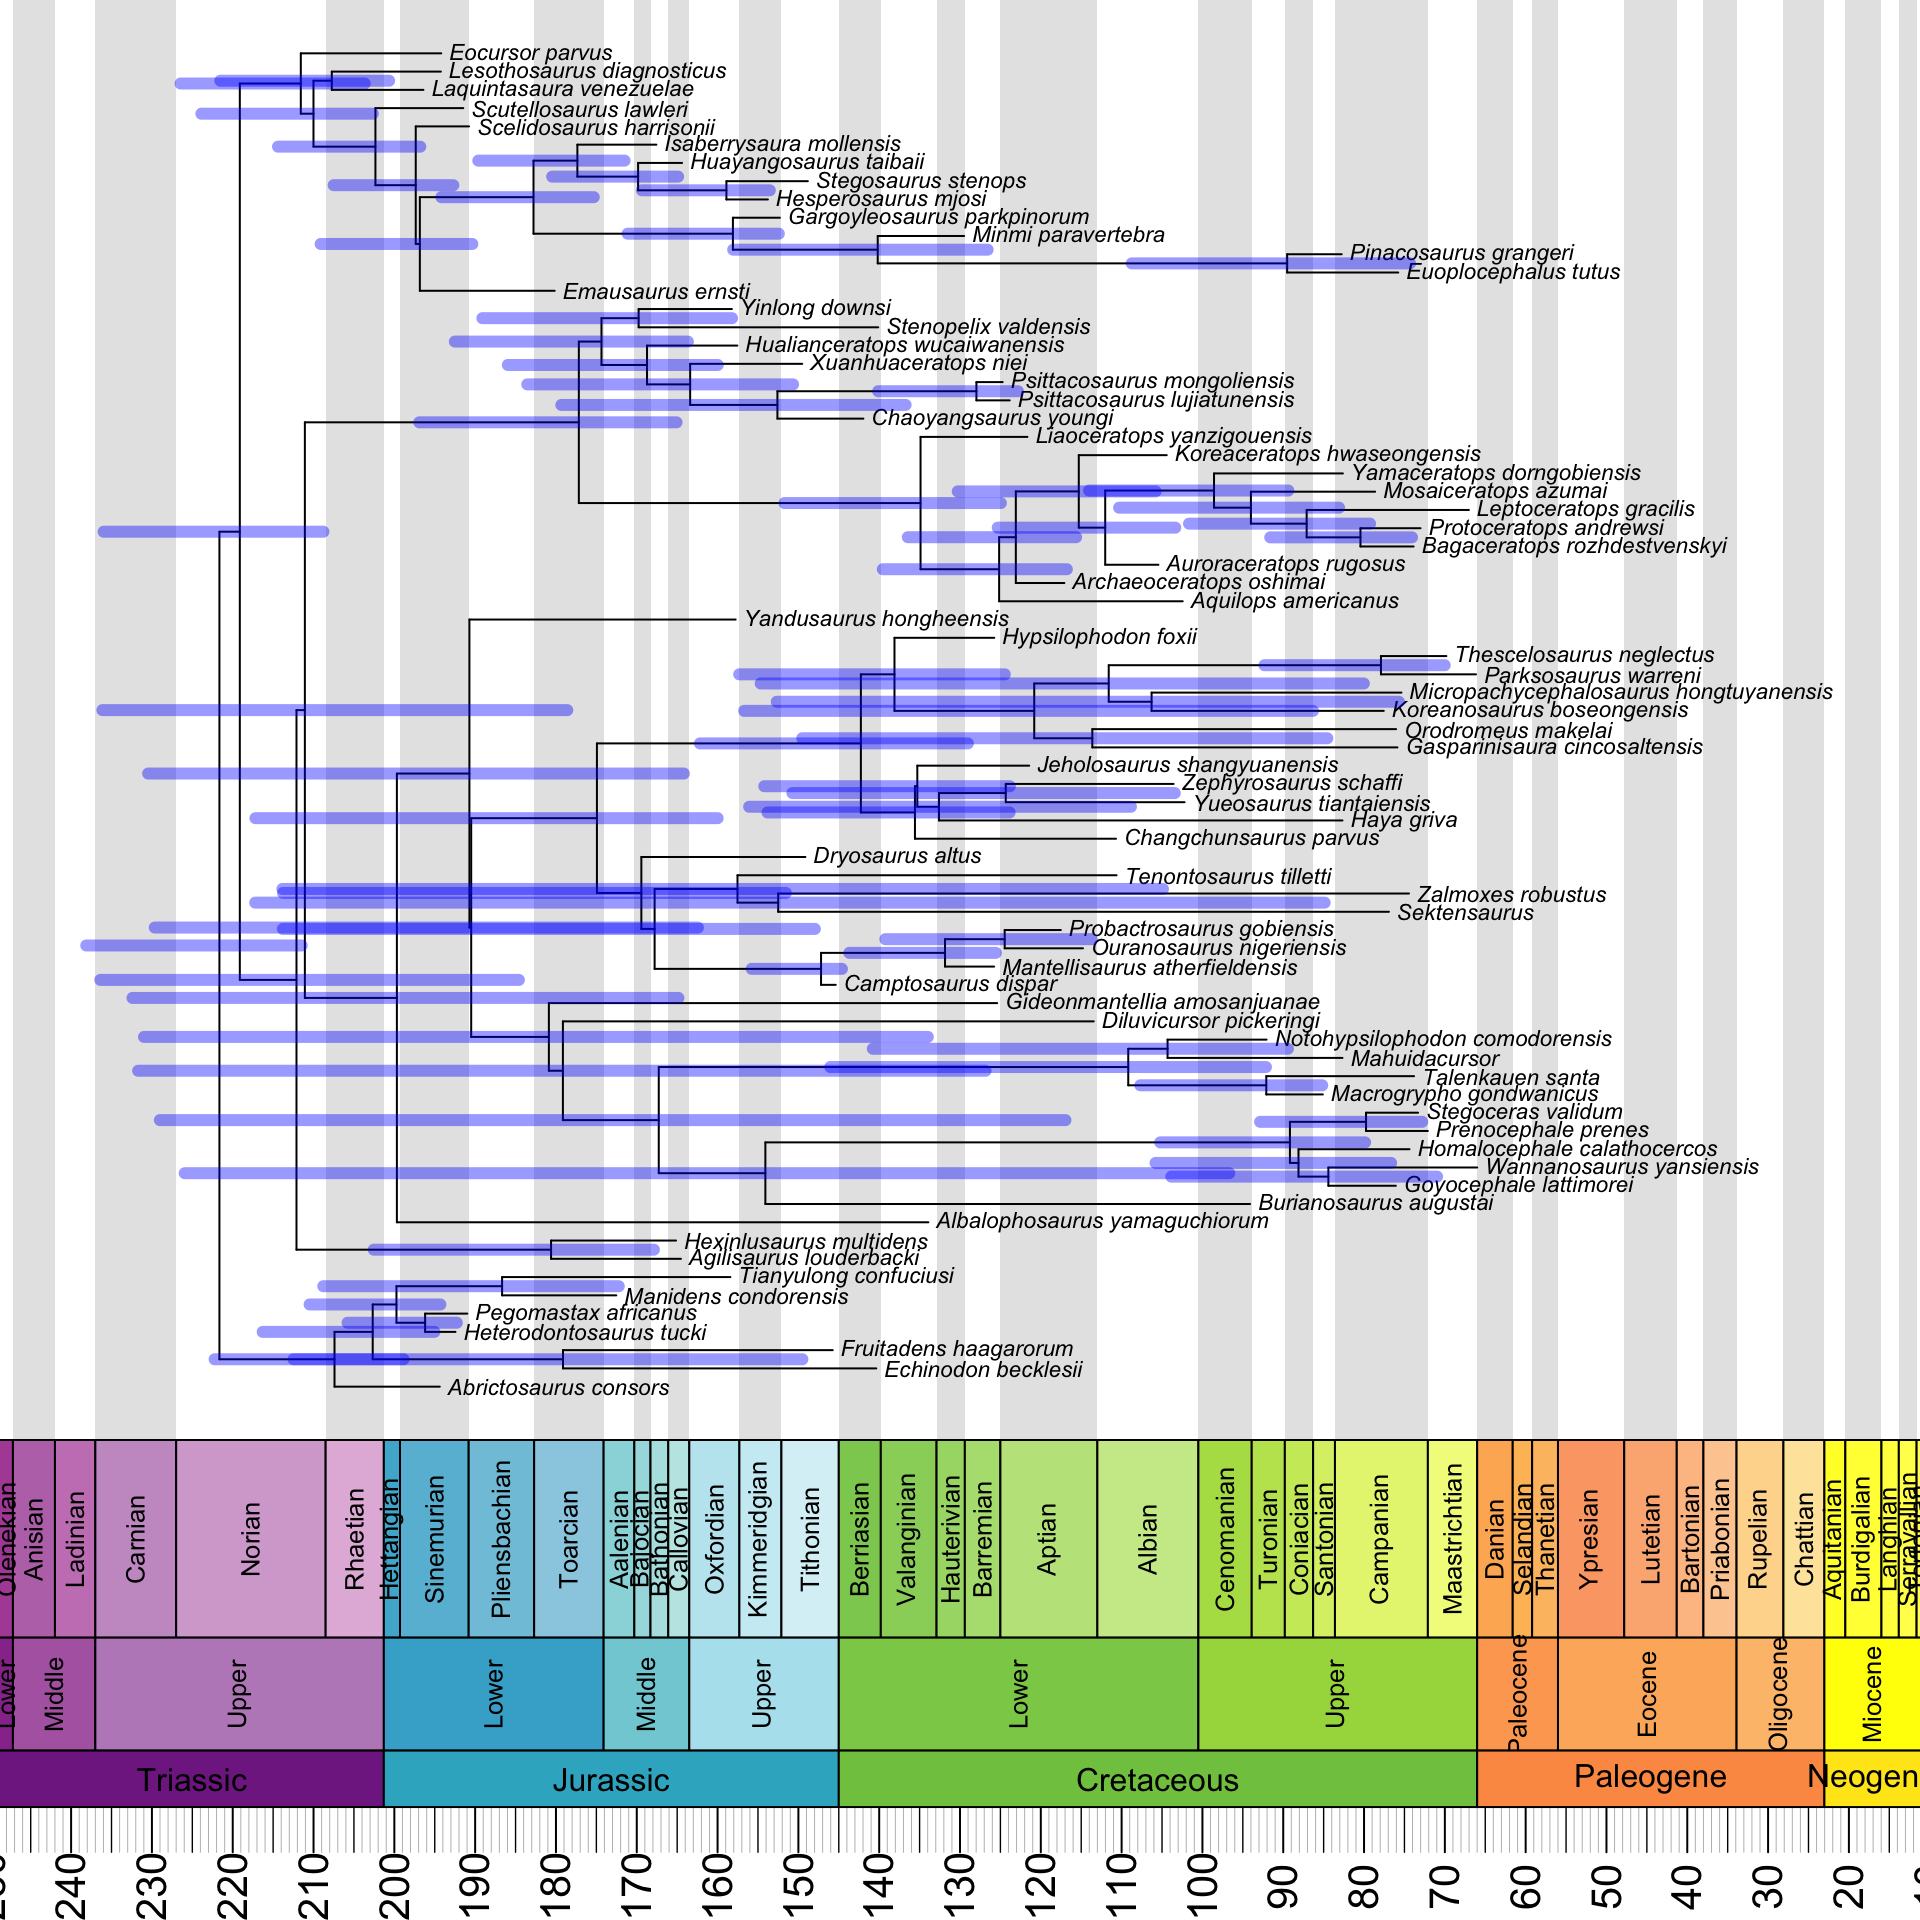 Eocursor parvus
Lesothosaurus diagnosticus
Laquintasaura venezuelae
Scutellosaurus lawleri
Scelidosaurus harrisonii
Isaberrysaura mollensis
Huayangosaurus taibaii
Stegosaurus stenops
Hesperosaurus mjosi
Gargoyleosaurus parkpinorum
Minmi paravertebra
Pinacosaurus grangeri
Euoplocephalus tutus
Emausaurus ernsti
Yinlong downsi
Stenopelix valdensis
Hualianceratops wucaiwanensis
Xuanhuaceratops niei
Psittacosaurus mongoliensis
Psittacosaurus lujiatunensis
Chaoyangsaurus youngi
Liaoceratops yanzigouensis
Koreaceratops hwaseongensis
Yamaceratops dorngobiensis
Mosaiceratops azumai
Leptoceratops gracilis
Protoceratops andrewsi
Bagaceratops rozhdestvenskyi
Auroraceratops rugosus
Archaeoceratops oshimai
Aquilops americanus
Yandusaurus hongheensis
Hypsilophodon foxii
Thescelosaurus neglectus
Parksosaurus warreni
Micropachycephalosaurus hongtuyanensis
Koreanosaurus boseongensis
Orodromeus makelai
Gasparinisaura cincosaltensis
Jeholosaurus shangyuanensis
Zephyrosaurus schaffi
Yueosaurus tiantaiensis
Haya griva
Changchunsaurus parvus
Dryosaurus altus
Tenontosaurus tilletti
Zalmoxes robustus
Sektensaurus
Probactrosaurus gobiensis
Ouranosaurus nigeriensis
Mantellisaurus atherfieldensis
Camptosaurus dispar
Gideonmantellia amosanjuanae
Diluvicursor pickeringi
Notohypsilophodon comodorensis
Mahuidacursor
Talenkauen santa
Macrogrypho gondwanicus
Stegoceras validum
Prenocephale prenes
Homalocephale calathocercos
Wannanosaurus yansiensis
Goyocephale lattimorei
Burianosaurus augustai
Albalophosaurus yamaguchiorum
Hexinlusaurus multidens
Agilisaurus louderbacki
Tianyulong confuciusi
Manidens condorensis
Pegomastax africanus
Heterodontosaurus tucki
Fruitadens haagarorum
Echinodon becklesii
Abrictosaurus consors
Olenekian Anisian Ladinian Carnian Norian Rhaetian Hettangian Sinemurian Pliensbachian Toarcian Aalenian Bajocian Bathonian Callovian Oxfordian Kimmeridgian Tithonian Berriasian Valanginian Hauterivian Barremian Aptian Albian Cenomanian Turonian Coniacian Santonian Campanian Maastrichtian Danian Selandian Thanetian Ypresian Lutetian Bartonian Priabonian Rupelian Chattian Aquitanian Burdigalian Langhian Serravallian
Lower Middle Upper Lower Middle Upper Lower Upper Paleocene Eocene Oligocene Miocene
Triassic Jurassic Cretaceous Paleogene Neogen
240 230 220 210 200 190 180 170 160 150 140 130 120 110 100 90 80 70 60 50 40 30 20